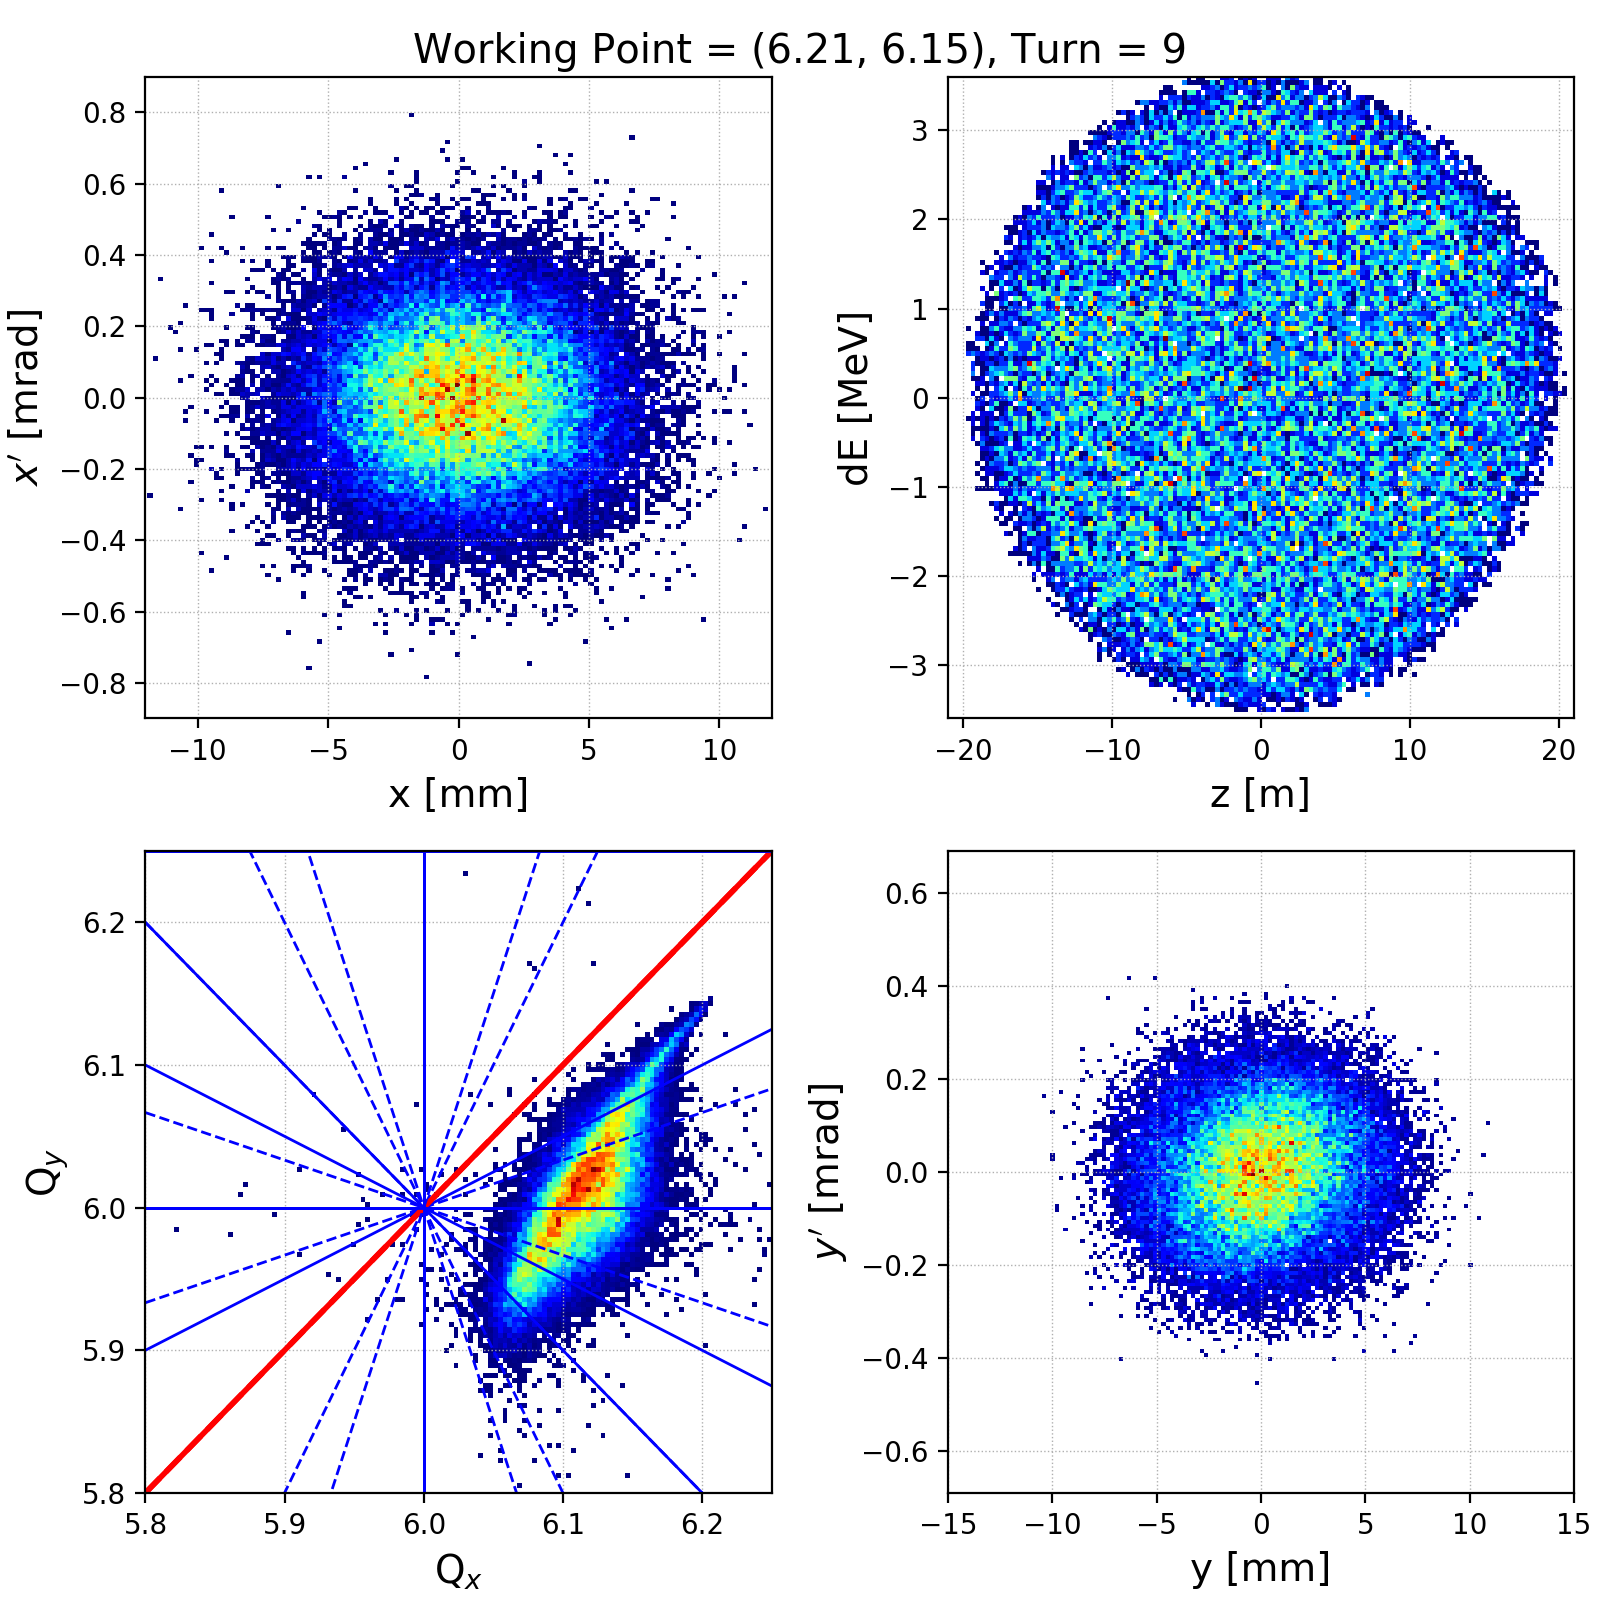 Working Point = (6.21, 6.15), Turn = 9
0.8
0.6
0.4
0.2
0.0
−0.2
−0.4
−0.6
−0.8
x′ [mrad]
−10 −5 0 5 10
x [mm]
3
2
1
0
−1
−2
−3
dE [MeV]
−20 −10 0 10 20
z [m]
6.2
6.1
6.0
5.9
5.8
Qy
5.8 5.9 6.0 6.1 6.2
Qx
0.6
0.4
0.2
0.0
−0.2
−0.4
−0.6
y′ [mrad]
−15 −10 −5 0 5 10 15
y [mm]